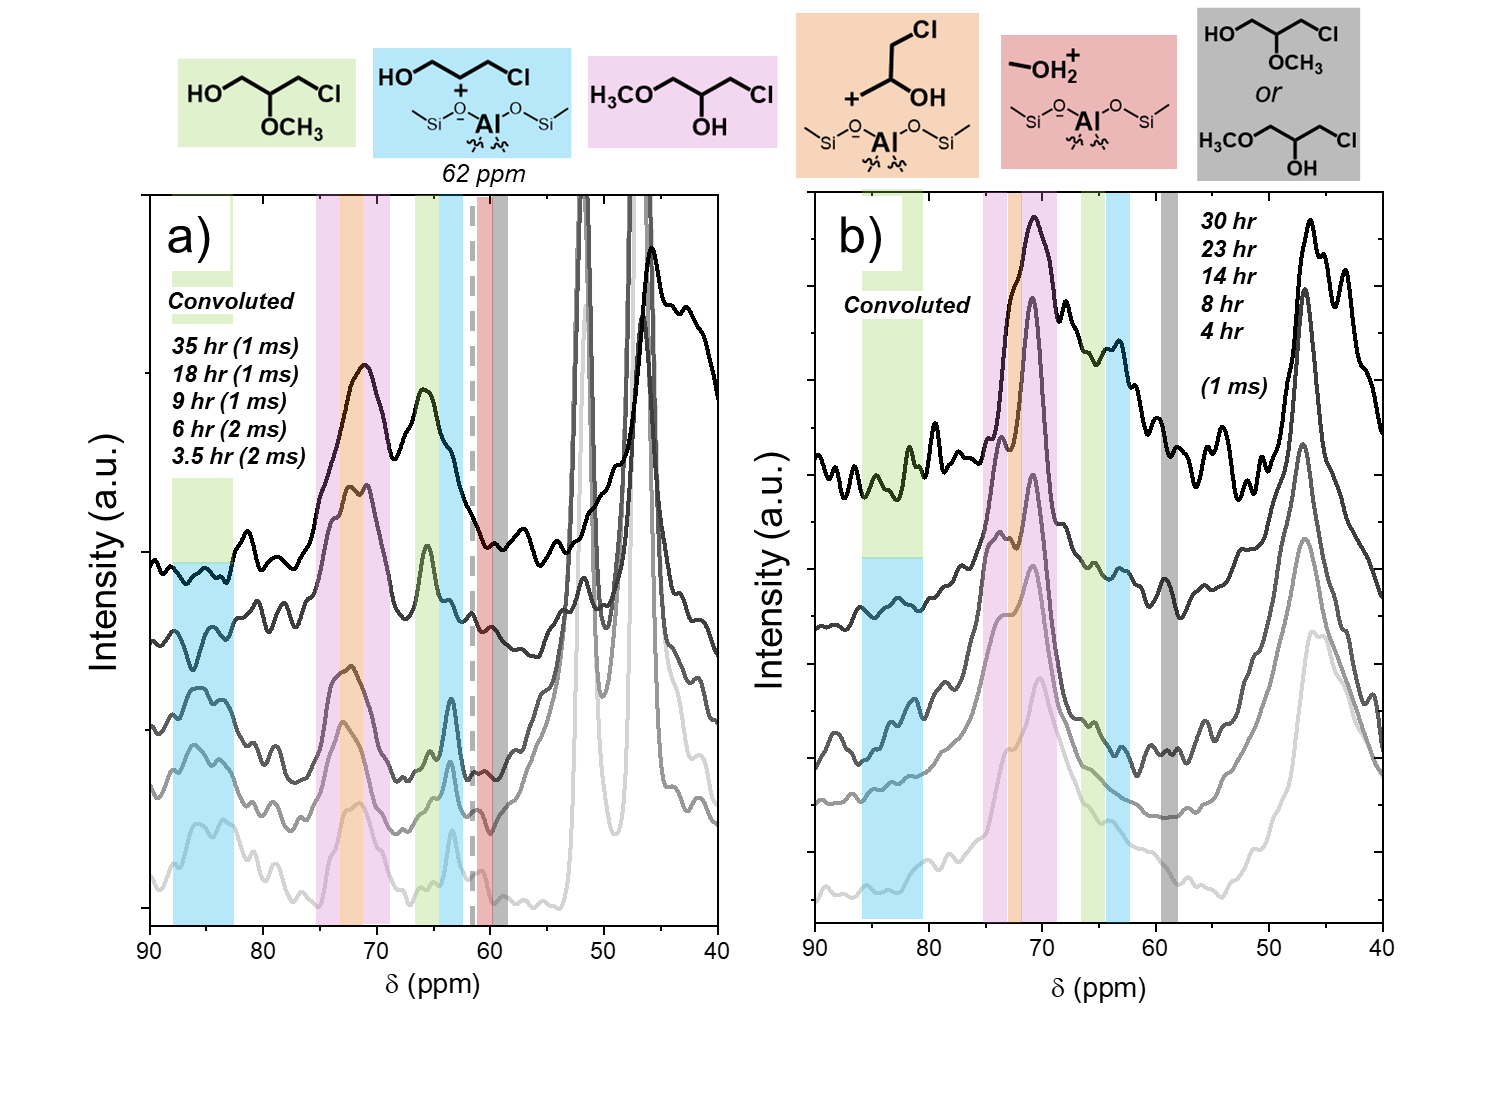 HO
Cl
OCH3
HO
Cl
+
Si
O
Al
O
Si
62 ppm
H3CO
Cl
OH
Cl
+
OH
Si
O
Al
O
Si
OH2
+
Si
O
Al
O
Si
HO
Cl
OCH3
or
H3CO
Cl
OH
a)
Convoluted
35 hr (1 ms)
18 hr (1 ms)
9 hr (1 ms)
6 hr (2 ms)
3.5 hr (2 ms)
Intensity (a.u.)
90 80 70 60 50 40
δ (ppm)
b)
Convoluted
30 hr
23 hr
14 hr
8 hr
4 hr
(1 ms)
Intensity (a.u.)
90 80 70 60 50 40
δ (ppm)